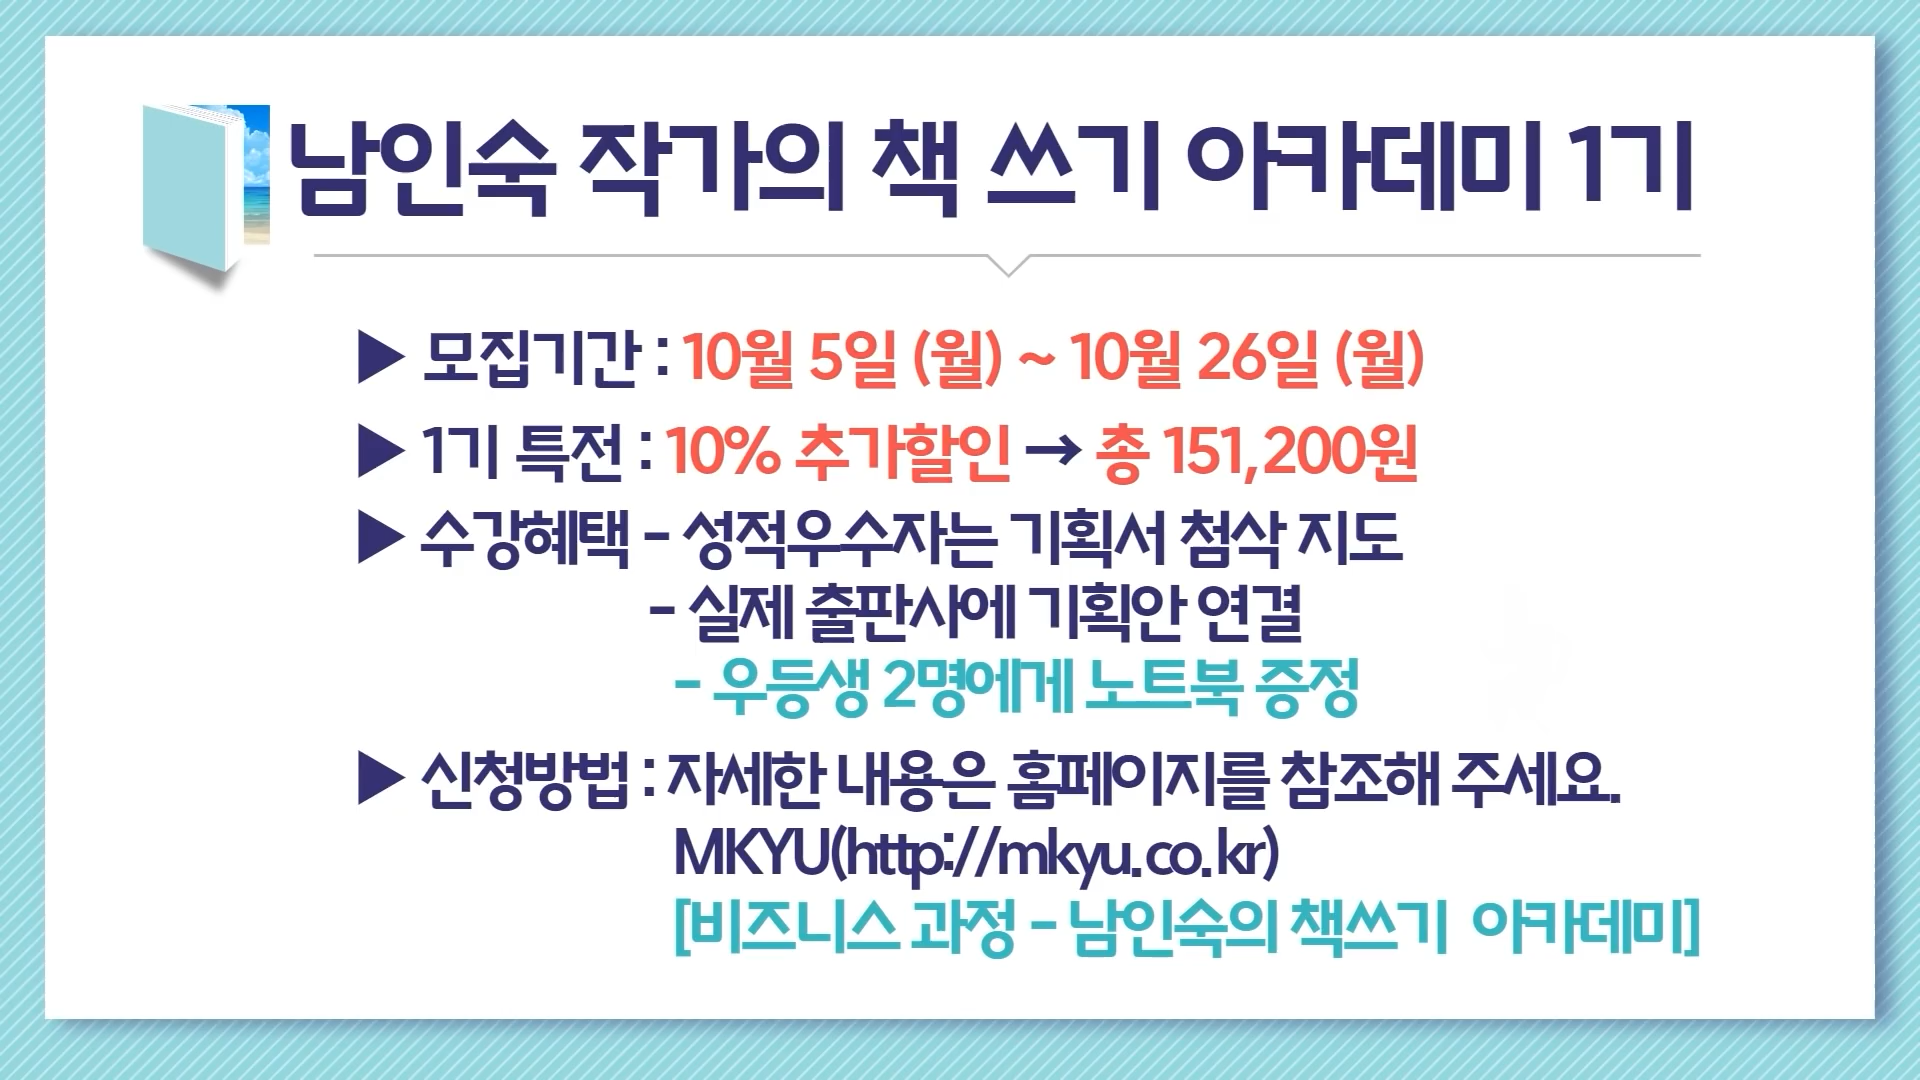 남인숙 작가의 책 쓰기 아카데미 1기
▶ 모집기간 : 10월 5일 (월) ~ 10월 26일 (월)
▶ 1기 특전 : 10% 추가할인 → 총 151,200원
▶ 수강혜택 - 성적우수자는 기획서 첨삭 지도
- 실제 출판사에 기획안 연결
- 우등생 2명에게 노트북 증정
▶ 신청방법 : 자세한 내용은 홈페이지를 참조해 주세요.
MKYU(http://mkyu.co.kr)
[비즈니스 과정 - 남인숙의 책쓰기 아카데미]